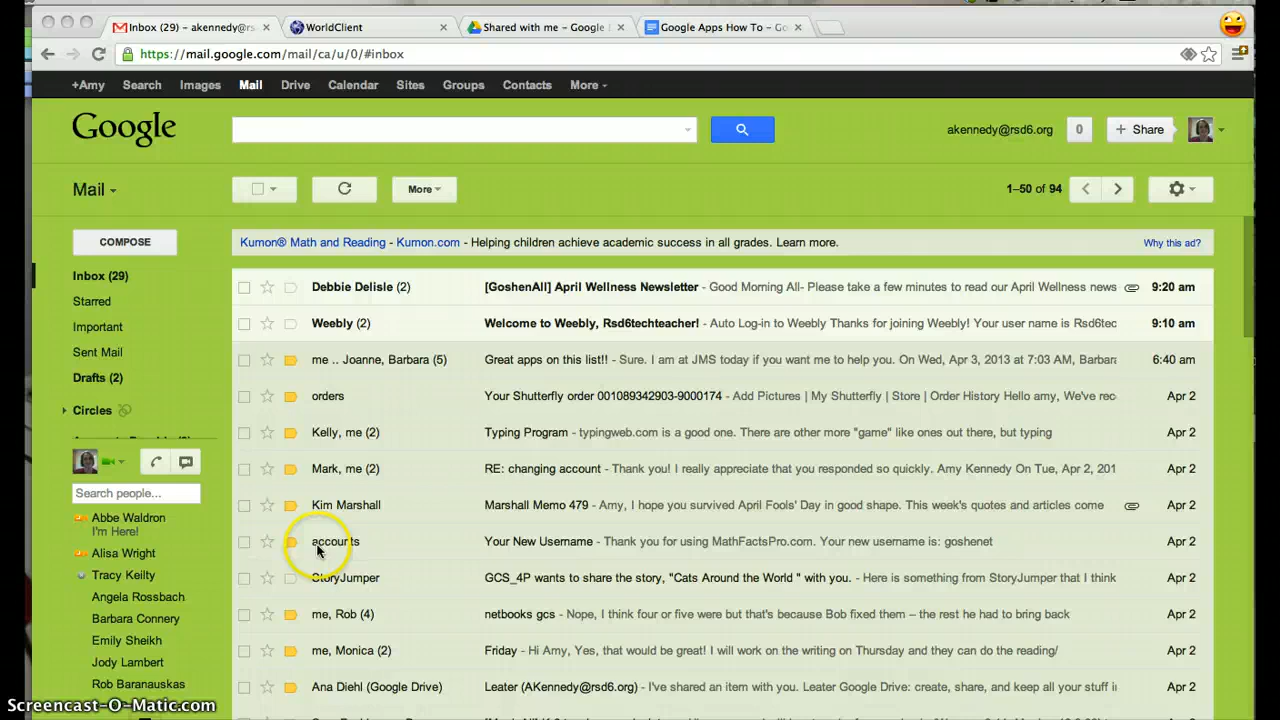 Inbox (29) - akennedy@rs
WorldClient
Shared with me - Google
Google Apps How To - Go
https://mail.google.com/mail/ca/u/0/#inbox
+Amy Search Images Mail Drive Calendar Sites Groups Contacts More
Google
akennedy@rsd6.org 0 + Share
Mail
More
1–50 of 94
COMPOSE
Kumon® Math and Reading - Kumon.com - Helping children achieve academic success in all grades. Learn more. Why this ad?
Inbox (29)
Starred
Important
Sent Mail
Drafts (2)
Circles
Search people...
Abbe Waldron
I'm Here!
Alisa Wright
Tracy Keilty
Angela Rossbach
Barbara Connery
Emily Sheikh
Jody Lambert
Rob Baranauskas
Debbie Delisle (2) [GoshenAll] April Wellness Newsletter - Good Morning All- Please take a few minutes to read our April Wellness news 9:20 am
Weebly (2) Welcome to Weebly, Rsd6techteacher! - Auto Log-in to Weebly Thanks for joining Weebly! Your user name is Rsd6tec 9:10 am
me .. Joanne, Barbara (5) Great apps on this list!! - Sure. I am at JMS today if you want me to help you. On Wed, Apr 3, 2013 at 7:03 AM, Barbara 6:40 am
orders Your Shutterfly order 001089342903-9000174 - Add Pictures | My Shutterfly | Store | Order History Hello amy, We've rec Apr 2
Kelly, me (2) Typing Program - typingweb.com is a good one. There are other more "game" like ones out there, but typing Apr 2
Mark, me (2) RE: changing account - Thank you! I really appreciate that you responded so quickly. Amy Kennedy On Tue, Apr 2, 201 Apr 2
Kim Marshall Marshall Memo 479 - Amy, I hope you survived April Fools' Day in good shape. This week's quotes and articles come Apr 2
accounts Your New Username - Thank you for using MathFactsPro.com. Your new username is: goshenet Apr 2
StoryJumper GCS_4P wants to share the story, "Cats Around the World " with you. - Here is something from StoryJumper that I think Apr 2
me, Rob (4) netbooks gcs - Nope, I think four or five were but that's because Bob fixed them – the rest he had to bring back Apr 2
me, Monica (2) Friday - Hi Amy, Yes, that would be great! I will work on the writing on Thursday and they can do the reading/ Apr 2
Ana Diehl (Google Drive) Leater (AKennedy@rsd6.org) - I've shared an item with you. Leater Google Drive: create, share, and keep all your stuff i Apr 2
Screencast-O-Matic.com